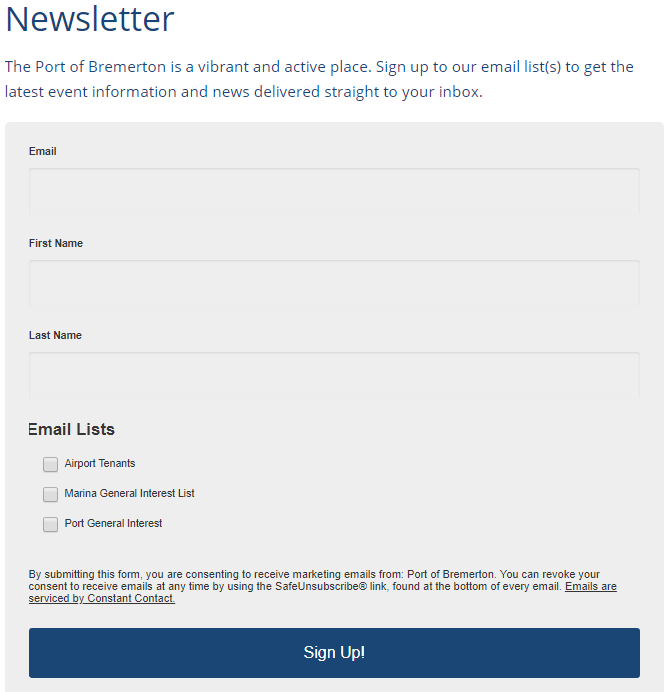 Newsletter
The Port of Bremerton is a vibrant and active place. Sign up to our email list(s) to get the
latest event information and news delivered straight to your inbox.
Email
First Name
Last Name
Email Lists
Airport Tenants
Marina General Interest List
Port General Interest
By submitting this form, you are consenting to receive marketing emails from: Port of Bremerton. You can revoke your
consent to receive emails at any time by using the SafeUnsubscribe® link, found at the bottom of every email. Emails are
serviced by Constant Contact.
Sign Up!